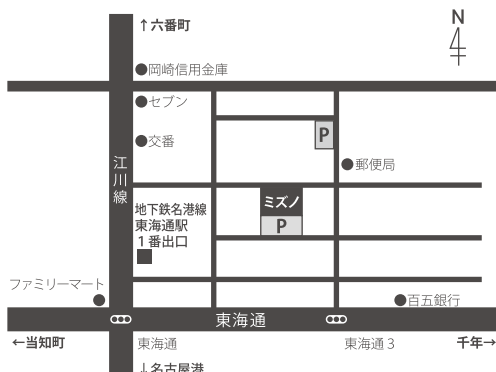 ↑六番町
N
岡崎信用金庫
セブン
交番
P
郵便局
江川線
ミズノ
P
地下鉄名港線
東海通駅
１番出口
ファミリーマート
百五銀行
東海通
←当知町
東海通
東海通３
千年→
↓名古屋港